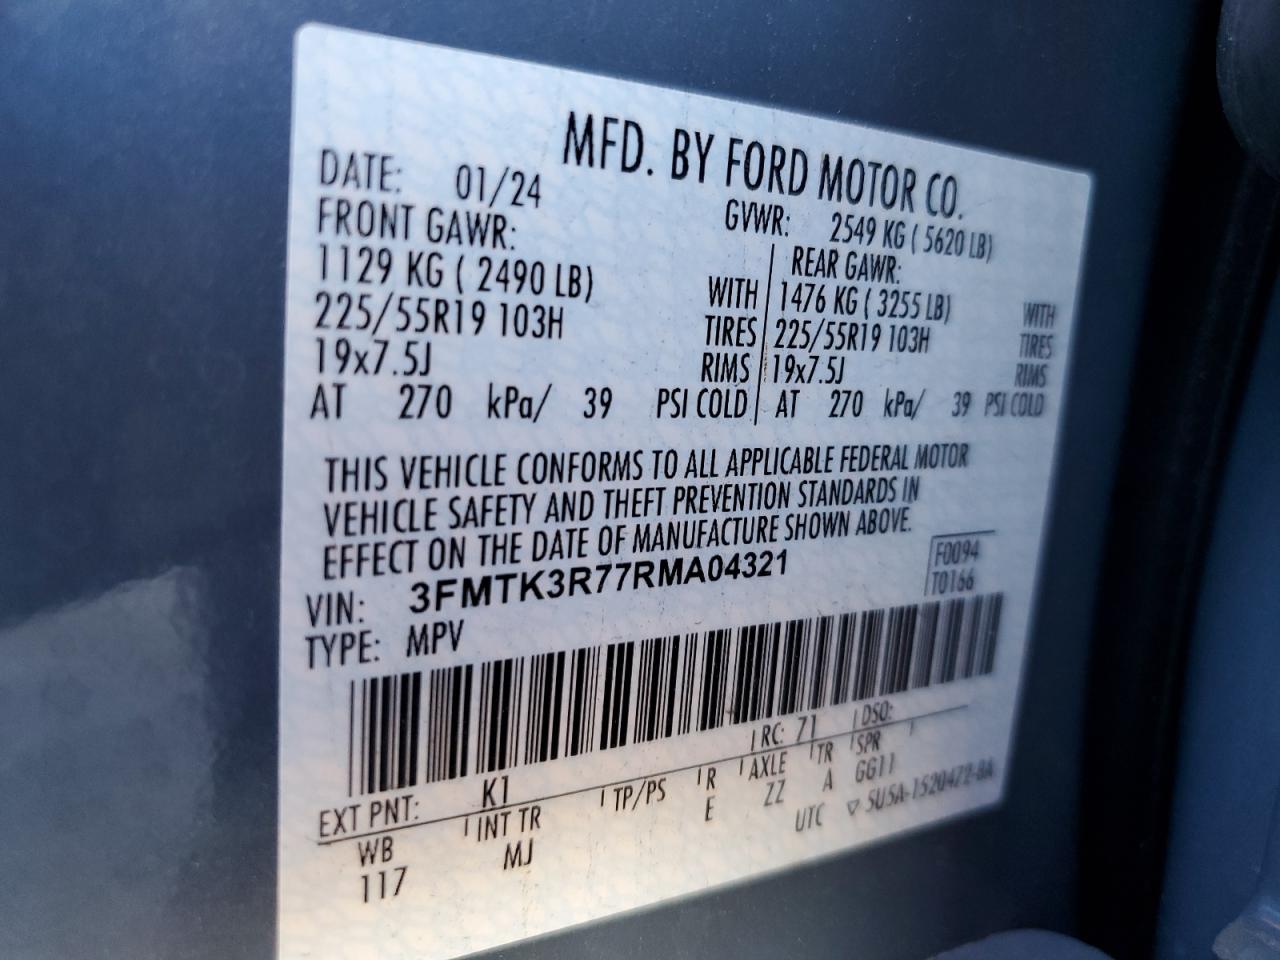 MFD. BY FORD MOTOR CO.
DATE: 01/24 GVWR: 2549 KG ( 5620 LB)
FRONT GAWR: REAR GAWR:
1129 KG ( 2490 LB) WITH 1476 KG ( 3255 LB) WITH
225/55R19 103H TIRES 225/55R19 103H TIRES
19x7.5J RIMS 19x7.5J RIMS
AT 270 kPa/ 39 PSI COLD AT 270 kPa/ 39 PSI COLD
THIS VEHICLE CONFORMS TO ALL APPLICABLE FEDERAL MOTOR
VEHICLE SAFETY AND THEFT PREVENTION STANDARDS IN
EFFECT ON THE DATE OF MANUFACTURE SHOWN ABOVE.
VIN: 3FMTK3R77RMA04321 F0094
TYPE: MPV T0166
EXT PNT: K1 RC: 71 DSO:
WB INT TR TP/PS R AXLE TR SPR
117 MJ E ZZ A GG11
UTC ▽ 5U5A-1520472-BA